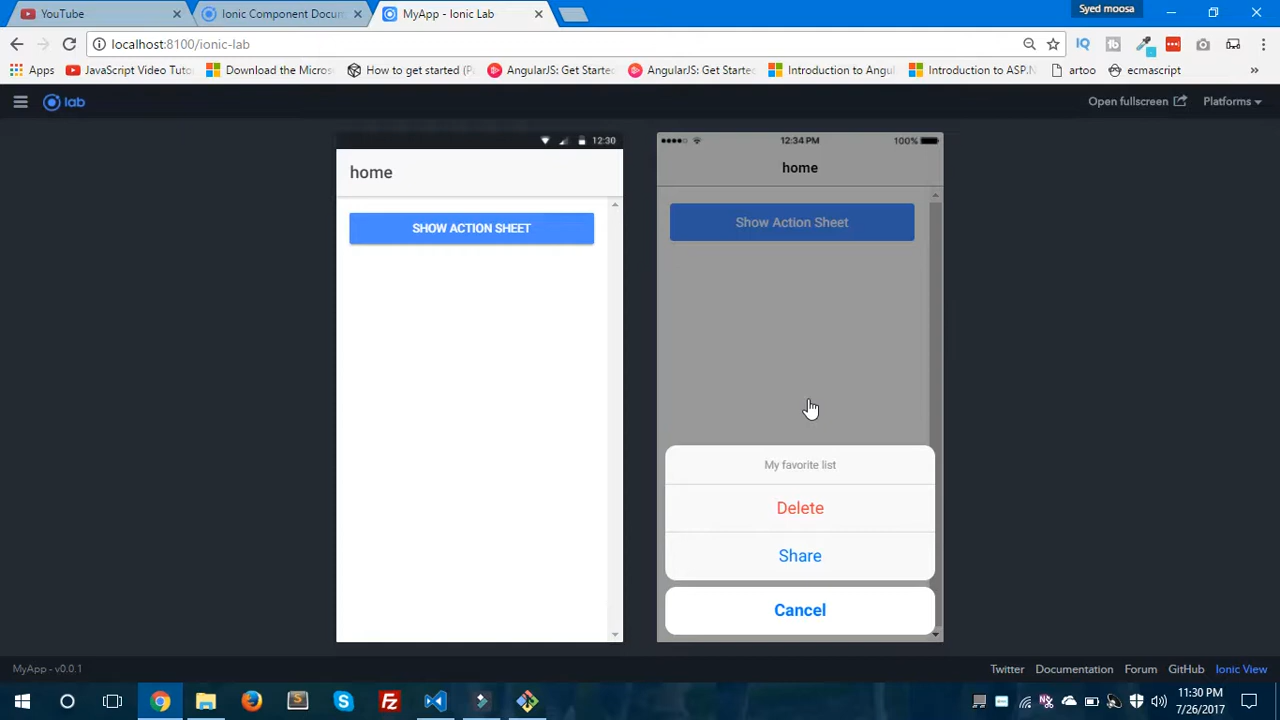 YouTube
Ionic Component Docum
MyApp - Ionic Lab
Syed moosa
localhost:8100/ionic-lab
IQ
Apps
JavaScript Video Tuto
Download the Micros
How to get started (P
AngularJS: Get Starte
AngularJS: Get Starte
Introduction to Angul
Introduction to ASP.N
artoo
ecmascript
»
lab
Open fullscreen
Platforms
12:30
home
SHOW ACTION SHEET
12:34 PM
100%
home
Show Action Sheet
My favorite list
Delete
Share
Cancel
MyApp - v0.0.1
Twitter
Documentation
Forum
GitHub
Ionic View
11:30 PM
7/26/2017